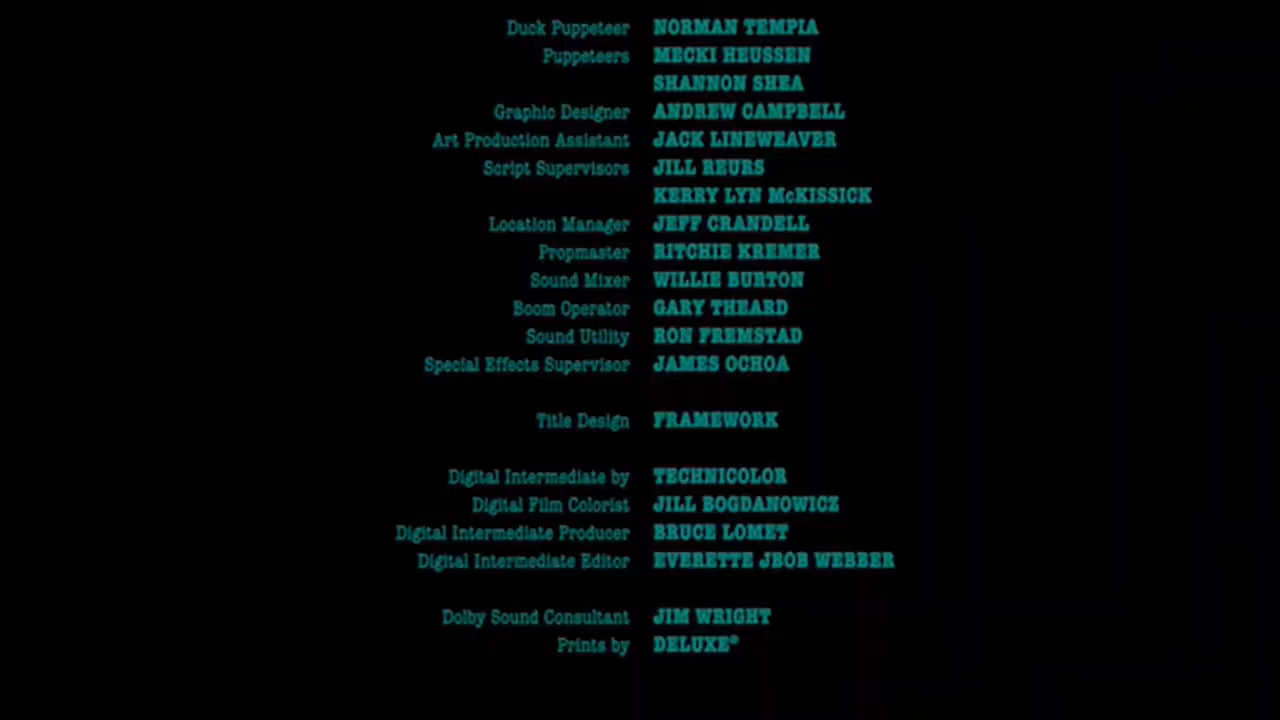 Duck Puppeteer NORMAN TEMPIA
Puppeteers MECKI HEUSSEN
SHANNON SHEA
Graphic Designer ANDREW CAMPBELL
Art Production Assistant JACK LINEWEAVER
Script Supervisors JILL REURS
KERRY LYN McKISSICK
Location Manager JEFF CRANDELL
Propmaster RITCHIE KREMER
Sound Mixer WILLIE BURTON
Boom Operator GARY THEARD
Sound Utility RON FREMSTAD
Special Effects Supervisor JAMES OCHOA
Title Design FRAMEWORK
Digital Intermediate by TECHNICOLOR
Digital Film Colorist JILL BOGDANOWICZ
Digital Intermediate Producer BRUCE LOMET
Digital Intermediate Editor EVERETTE JBOB WEBBER
Dolby Sound Consultant JIM WRIGHT
Prints by DELUXE®